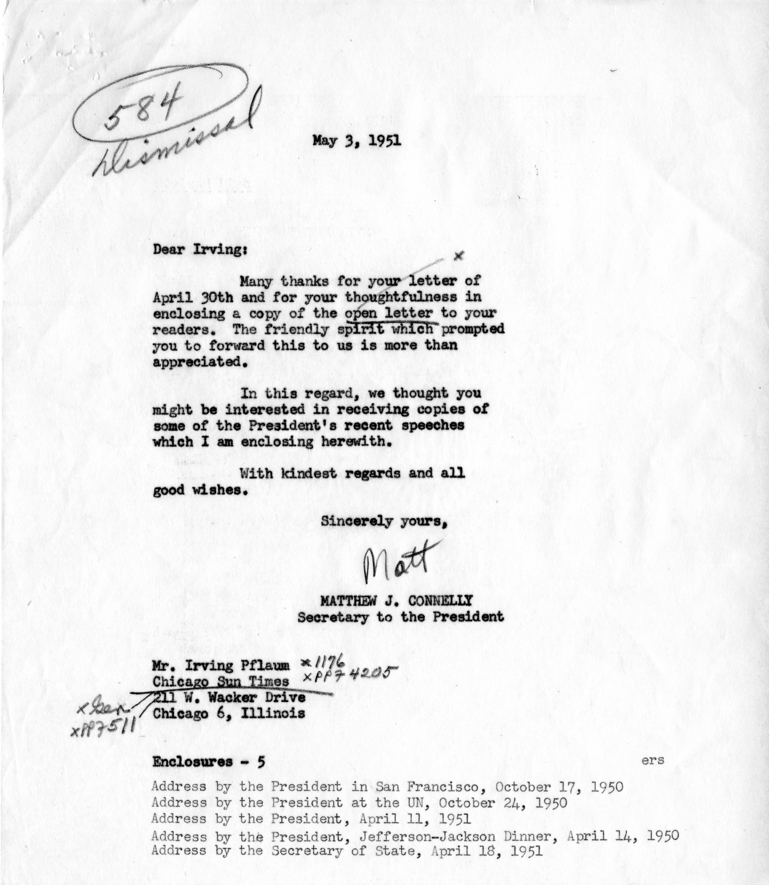 584
Dismissal
May 3, 1951
Dear Irving:
x
Many thanks for your letter of
April 30th and for your thoughtfulness in
enclosing a copy of the open letter to your
readers. The friendly spirit which prompted
you to forward this to us is more than
appreciated.
In this regard, we thought you
might be interested in receiving copies of
some of the President's recent speeches
which I am enclosing herewith.
With kindest regards and all
good wishes.
Sincerely yours,
Matt
MATTHEW J. CONNELLY
Secretary to the President
Mr. Irving Pflaum x1176
Chicago Sun Times xPPF4205
211 W. Wacker Drive
Chicago 6, Illinois
x Gen
xPPF511
Enclosures - 5 ers
Address by the President in San Francisco, October 17, 1950
Address by the President at the UN, October 24, 1950
Address by the President, April 11, 1951
Address by the President, Jefferson-Jackson Dinner, April 14, 1950
Address by the Secretary of State, April 18, 1951